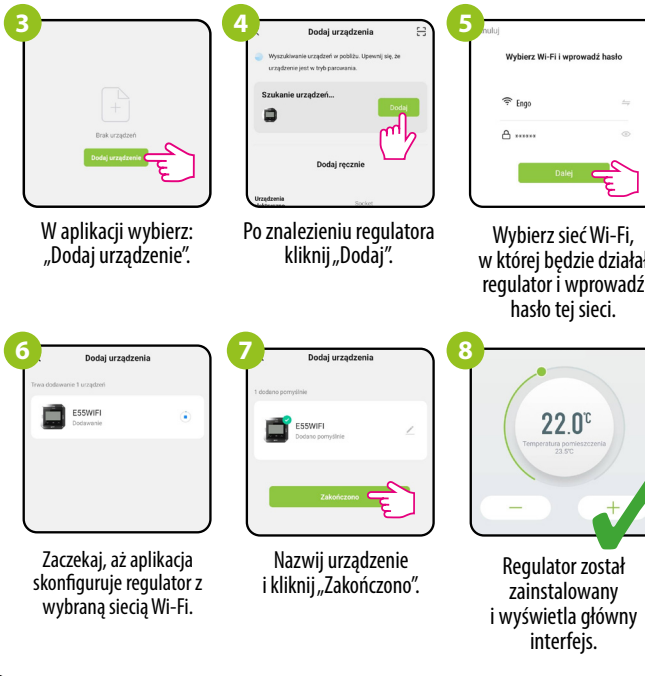 3
Brak urządzeń
Dodaj urządzenie
W aplikacji wybierz:
„Dodaj urządzenie”.
4
Dodaj urządzenia
Wyszukiwanie urządzeń w pobliżu. Upewnij się, że
urządzenie jest w tryb parowania.
Szukanie urządzeń...
Dodaj
Dodaj ręcznie
Urządzenia
Socket
Po znalezieniu regulatora
kliknij „Dodaj”.
5
Wybierz Wi-Fi i wprowadź hasło
Engo
******
Dalej
Wybierz sieć Wi-Fi,
w której będzie działał
regulator i wprowadź
hasło tej sieci.
6
Dodaj urządzenia
Trwa dodawanie 1 urządzeń
E55WIFI
Dodawanie
Zaczekaj, aż aplikacja
skonfiguruje regulator z
wybraną siecią Wi-Fi.
7
Dodaj urządzenia
1 dodano pomyślnie
E55WIFI
Dodano pomyślnie
Zakończono
Nazwij urządzenie
i kliknij „Zakończono”.
8
22.0°C
Temperatura pomieszczenia
23.5°C
Regulator został
zainstalowany
i wyświetla główny
interfejs.